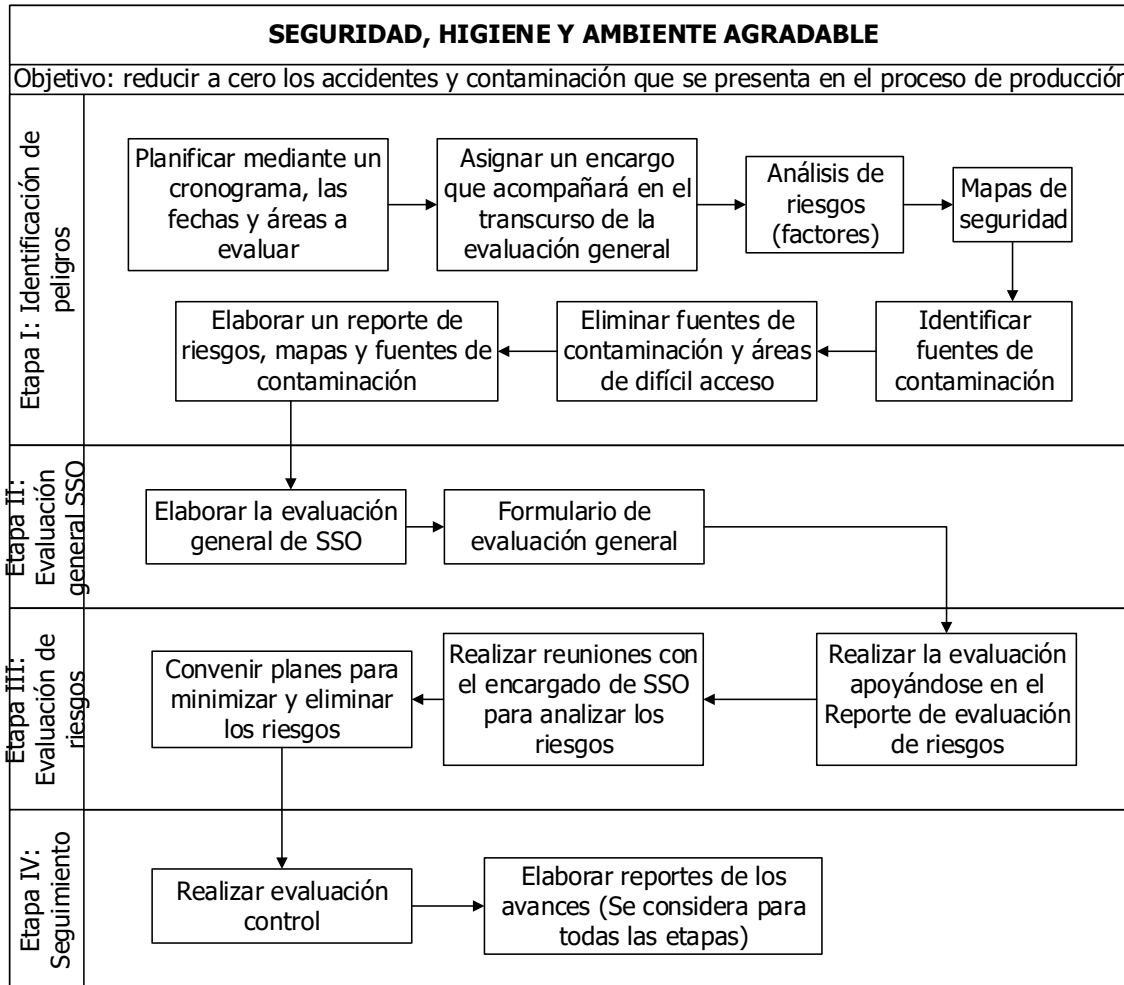 SEGURIDAD, HIGIENE Y AMBIENTE AGRADABLE
Objetivo: reducir a cero los accidentes y contaminación que se presenta en el proceso de producción
Etapa I: Identificación de
peligros
Planificar mediante un
cronograma, las
fechas y áreas a
evaluar
Asignar un encargo
que acompañará en el
transcurso de la
evaluación general
Análisis de
riesgos
(factores)
Mapas de
seguridad
Identificar
fuentes de
contaminación
Eliminar fuentes de
contaminación y áreas
de difícil acceso
Elaborar un reporte de
riesgos, mapas y fuentes de
contaminación
Etapa II:
Evaluación
general SSO
Elaborar la evaluación
general de SSO
Formulario de
evaluación general
Etapa III:
Evaluación de
riesgos
Realizar la evaluación
apoyándose en el
Reporte de evaluación
de riesgos
Realizar reuniones con
el encargado de SSO
para analizar los
riesgos
Convenir planes para
minimizar y eliminar
los riesgos
Etapa IV:
Seguimiento
Realizar evaluación
control
Elaborar reportes de los
avances (Se considera para
todas las etapas)